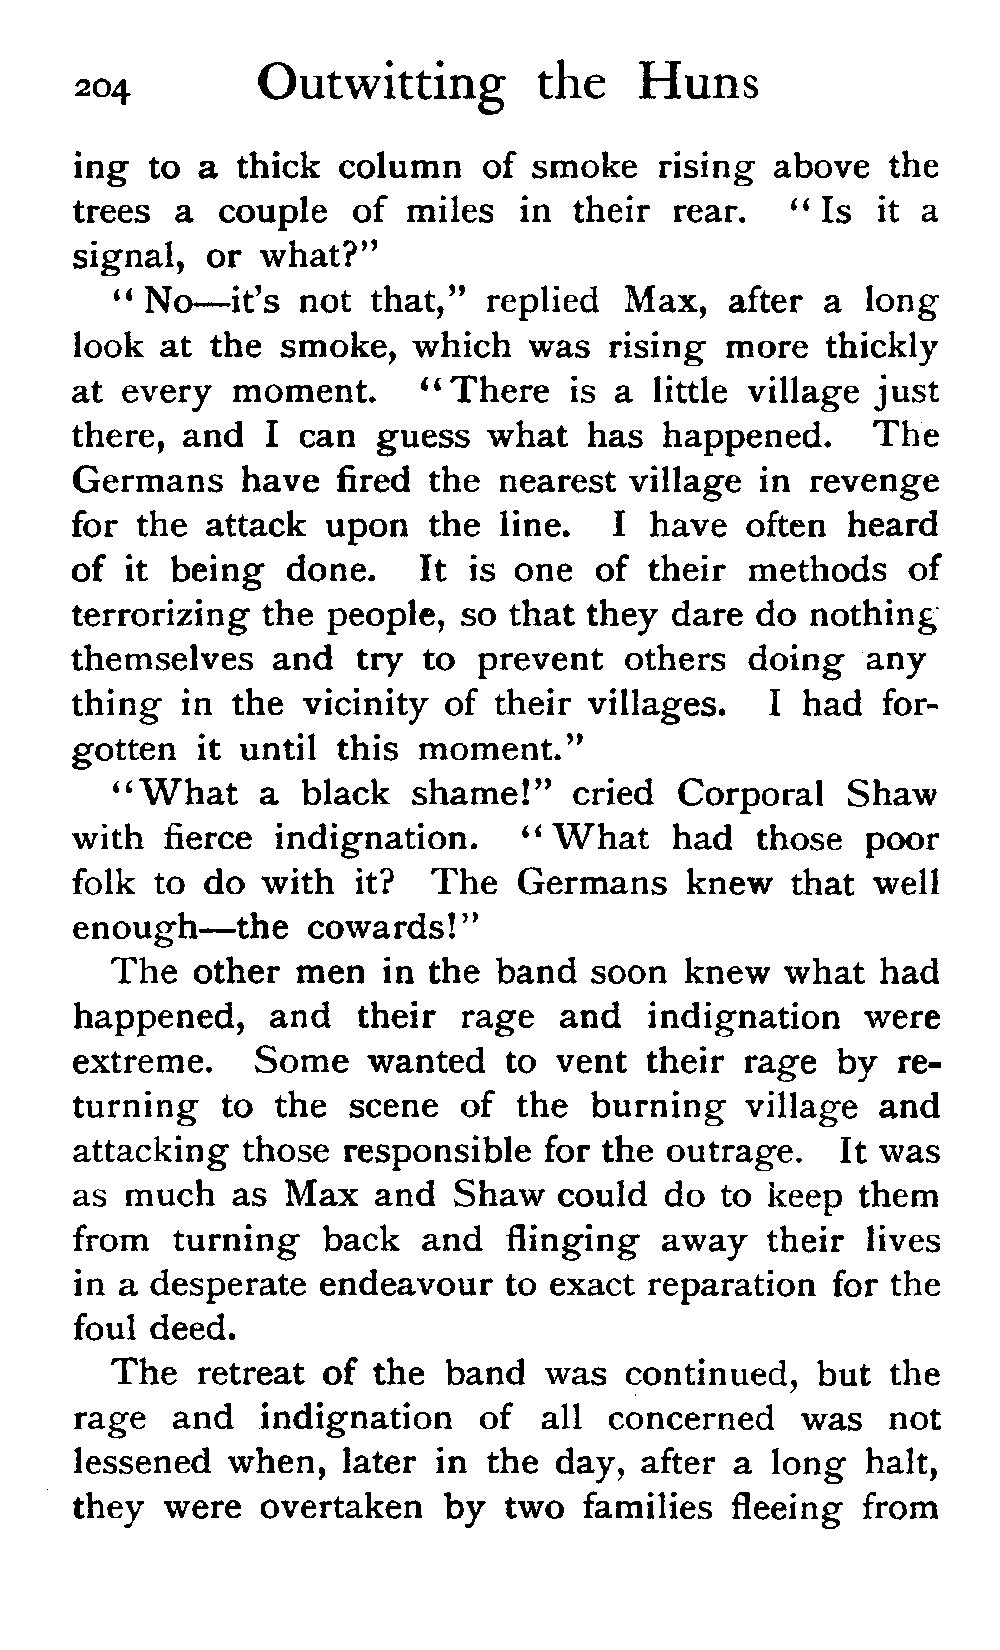 204 Outwitting the Huns
ing to a thick column of smoke rising above the
trees a couple of miles in their rear. "Is it a
signal, or what?"
"No—it's not that," replied Max, after a long
look at the smoke, which was rising more thickly
at every moment. "There is a little village just
there, and I can guess what has happened. The
Germans have fired the nearest village in revenge
for the attack upon the line. I have often heard
of it being done. It is one of their methods of
terrorizing the people, so that they dare do nothing
themselves and try to prevent others doing any
thing in the vicinity of their villages. I had for-
gotten it until this moment."
"What a black shame!" cried Corporal Shaw
with fierce indignation. "What had those poor
folk to do with it? The Germans knew that well
enough—the cowards!"
The other men in the band soon knew what had
happened, and their rage and indignation were
extreme. Some wanted to vent their rage by re-
turning to the scene of the burning village and
attacking those responsible for the outrage. It was
as much as Max and Shaw could do to keep them
from turning back and flinging away their lives
in a desperate endeavour to exact reparation for the
foul deed.
The retreat of the band was continued, but the
rage and indignation of all concerned was not
lessened when, later in the day, after a long halt,
they were overtaken by two families fleeing from